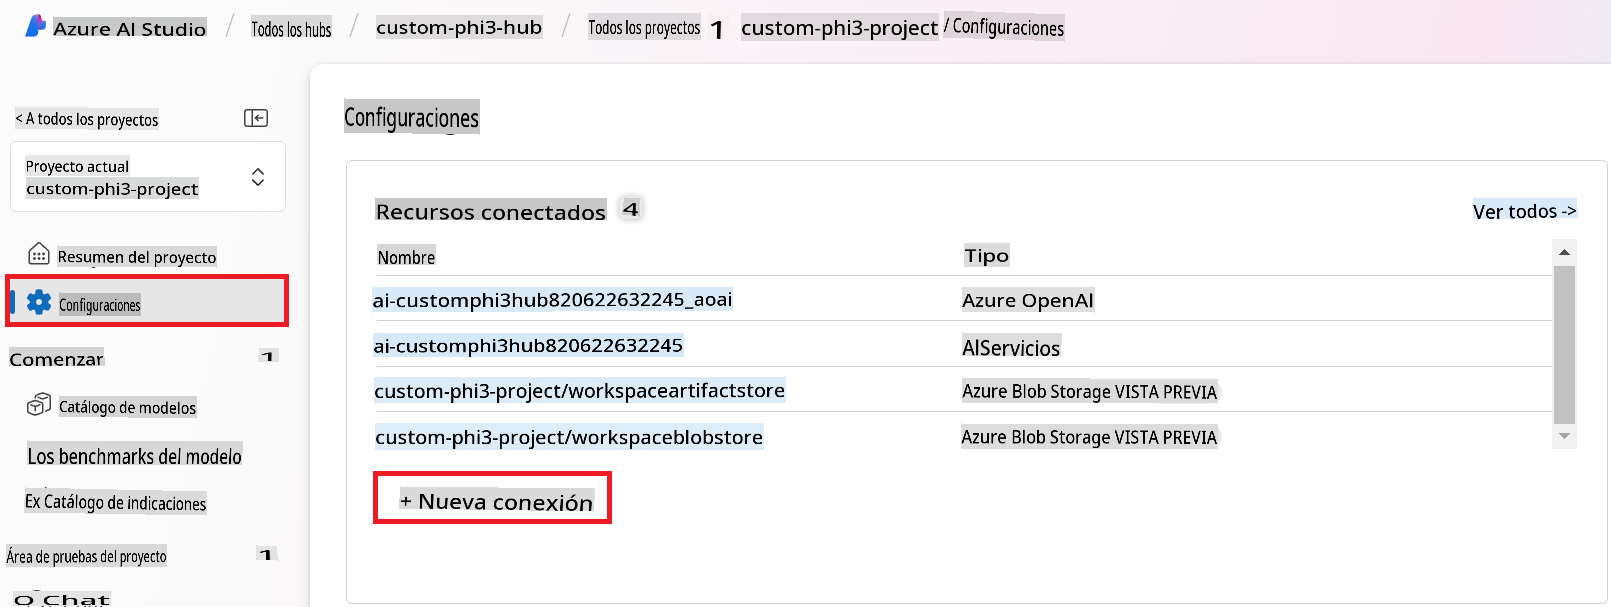 Azure AI Studio / Todos los hubs / custom-phi3-hub / Todos los proyectos 1 custom-phi3-project / Configuraciones
< A todos los proyectos
Proyecto actual
custom-phi3-project
Resumen del proyecto
Configuraciones
Comenzar 1
Catálogo de modelos
Los benchmarks del modelo
Ex Catálogo de indicaciones
Área de pruebas del proyecto 1
Chat
Configuraciones
Recursos conectados 4
Ver todos ->
Nombre Tipo
ai-customphi3hub820622632245_aoai Azure OpenAI
ai-customphi3hub820622632245 AIServicios
custom-phi3-project/workspaceartifactstore Azure Blob Storage VISTA PREVIA
custom-phi3-project/workspaceblobstore Azure Blob Storage VISTA PREVIA
+ Nueva conexión